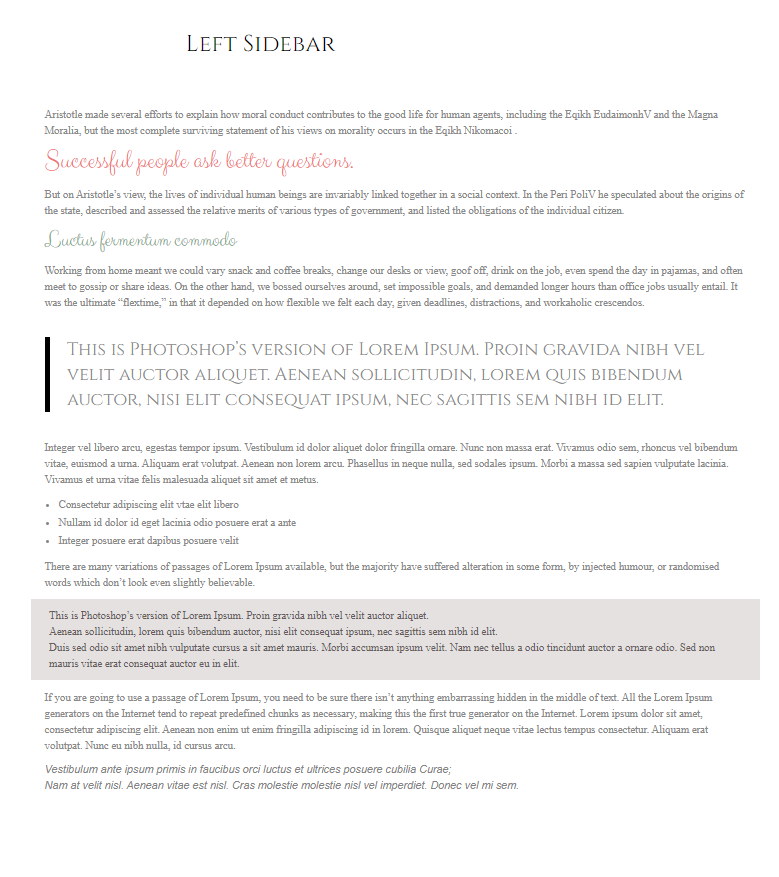 Left Sidebar
Aristotle made several efforts to explain how moral conduct contributes to the good life for human agents, including the Eqikh EudaimonhV and the Magna
Moralia, but the most complete surviving statement of his views on morality occurs in the Eqikh Nikomacoi .
Successful people ask better questions.
But on Aristotle’s view, the lives of individual human beings are invariably linked together in a social context. In the Peri PoliV he speculated about the origins of
the state, described and assessed the relative merits of various types of government, and listed the obligations of the individual citizen.
Luctus fermentum commodo
Working from home meant we could vary snack and coffee breaks, change our desks or view, goof off, drink on the job, even spend the day in pajamas, and often
meet to gossip or share ideas. On the other hand, we bossed ourselves around, set impossible goals, and demanded longer hours than office jobs usually entail. It
was the ultimate “flextime,” in that it depended on how flexible we felt each day, given deadlines, distractions, and workaholic crescendos.
This is Photoshop’s version of Lorem Ipsum. Proin gravida nibh vel
velit auctor aliquet. Aenean sollicitudin, lorem quis bibendum
auctor, nisi elit consequat ipsum, nec sagittis sem nibh id elit.
Integer vel libero arcu, egestas tempor ipsum. Vestibulum id dolor aliquet dolor fringilla ornare. Nunc non massa erat. Vivamus odio sem, rhoncus vel bibendum
vitae, euismod a urna. Aliquam erat volutpat. Aenean non lorem arcu. Phasellus in neque nulla, sed sodales ipsum. Morbi a massa sed sapien vulputate lacinia.
Vivamus et urna vitae felis malesuada aliquet sit amet et metus.
• Consectetur adipiscing elit vtae elit libero
• Nullam id dolor id eget lacinia odio posuere erat a ante
• Integer posuere erat dapibus posuere velit
There are many variations of passages of Lorem Ipsum available, but the majority have suffered alteration in some form, by injected humour, or randomised
words which don’t look even slightly believable.
This is Photoshop’s version of Lorem Ipsum. Proin gravida nibh vel velit auctor aliquet.
Aenean sollicitudin, lorem quis bibendum auctor, nisi elit consequat ipsum, nec sagittis sem nibh id elit.
Duis sed odio sit amet nibh vulputate cursus a sit amet mauris. Morbi accumsan ipsum velit. Nam nec tellus a odio tincidunt auctor a ornare odio. Sed non
mauris vitae erat consequat auctor eu in elit.
If you are going to use a passage of Lorem Ipsum, you need to be sure there isn’t anything embarrassing hidden in the middle of text. All the Lorem Ipsum
generators on the Internet tend to repeat predefined chunks as necessary, making this the first true generator on the Internet. Lorem ipsum dolor sit amet,
consectetur adipiscing elit. Aenean non enim ut enim fringilla adipiscing id in lorem. Quisque aliquet neque vitae lectus tempus consectetur. Aliquam erat
volutpat. Nunc eu nibh nulla, id cursus arcu.
Vestibulum ante ipsum primis in faucibus orci luctus et ultrices posuere cubilia Curae;
Nam at velit nisl. Aenean vitae est nisl. Cras molestie molestie nisl vel imperdiet. Donec vel mi sem.